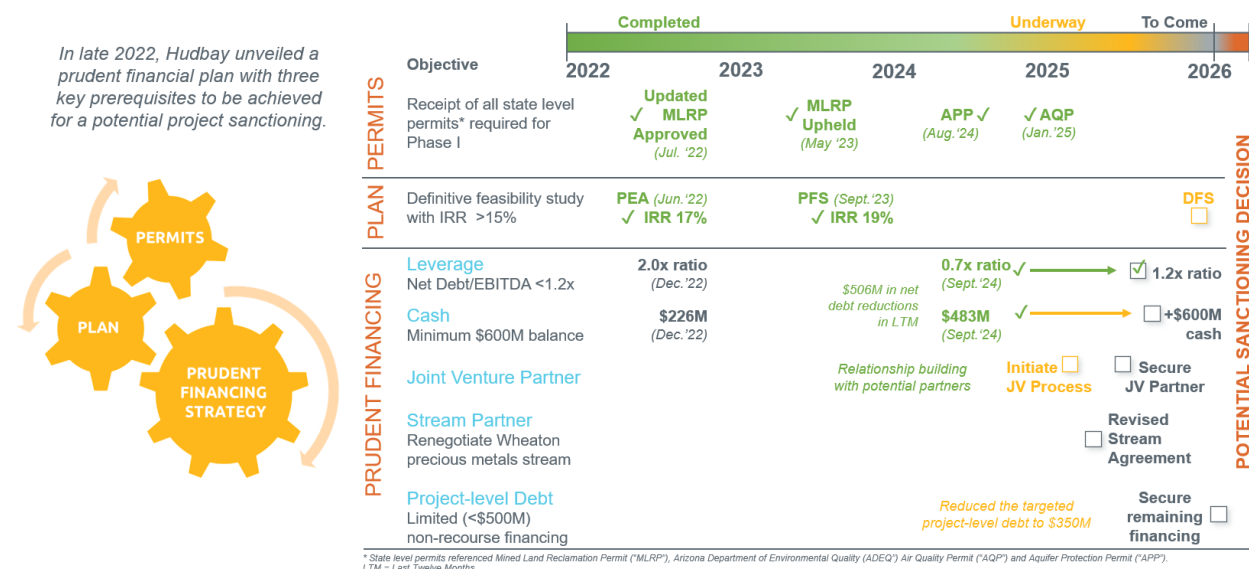 In late 2022, Hudbay unveiled a
prudent financial plan with three
key prerequisites to be achieved
for a potential project sanctioning.
PERMITS
PLAN
PRUDENT
FINANCING
STRATEGY
Completed
Underway
To Come
Objective
2022
2023
2024
2025
2026
PERMITS
Receipt of all state level
permits* required for
Phase I
Updated
✓ MLRP
Approved
(Jul. '22)
✓ MLRP
Upheld
(May '23)
APP ✓
(Aug.'24)
✓ AQP
(Jan.'25)
PLAN
Definitive feasibility study
with IRR >15%
PEA (Jun.'22)
✓ IRR 17%
PFS (Sept.'23)
✓ IRR 19%
DFS
PRUDENT FINANCING
Leverage
Net Debt/EBITDA <1.2x
2.0x ratio
(Dec.'22)
0.7x ratio ✓
(Sept.'24)
1.2x ratio
$506M in net
debt reductions
in LTM
Cash
Minimum $600M balance
$226M
(Dec.'22)
$483M ✓
(Sept.'24)
+$600M
cash
Joint Venture Partner
Relationship building
with potential partners
Initiate
JV Process
Secure
JV Partner
Stream Partner
Renegotiate Wheaton
precious metals stream
Revised
Stream
Agreement
Project-level Debt
Limited (<$500M)
non-recourse financing
Reduced the targeted
project-level debt to $350M
Secure
remaining
financing
POTENTIAL SANCTIONING DECISION
* State level permits referenced Mined Land Reclamation Permit ("MLRP"), Arizona Department of Environmental Quality (ADEQ") Air Quality Permit ("AQP") and Aquifer Protection Permit ("APP").
LTM = Last Twelve Months